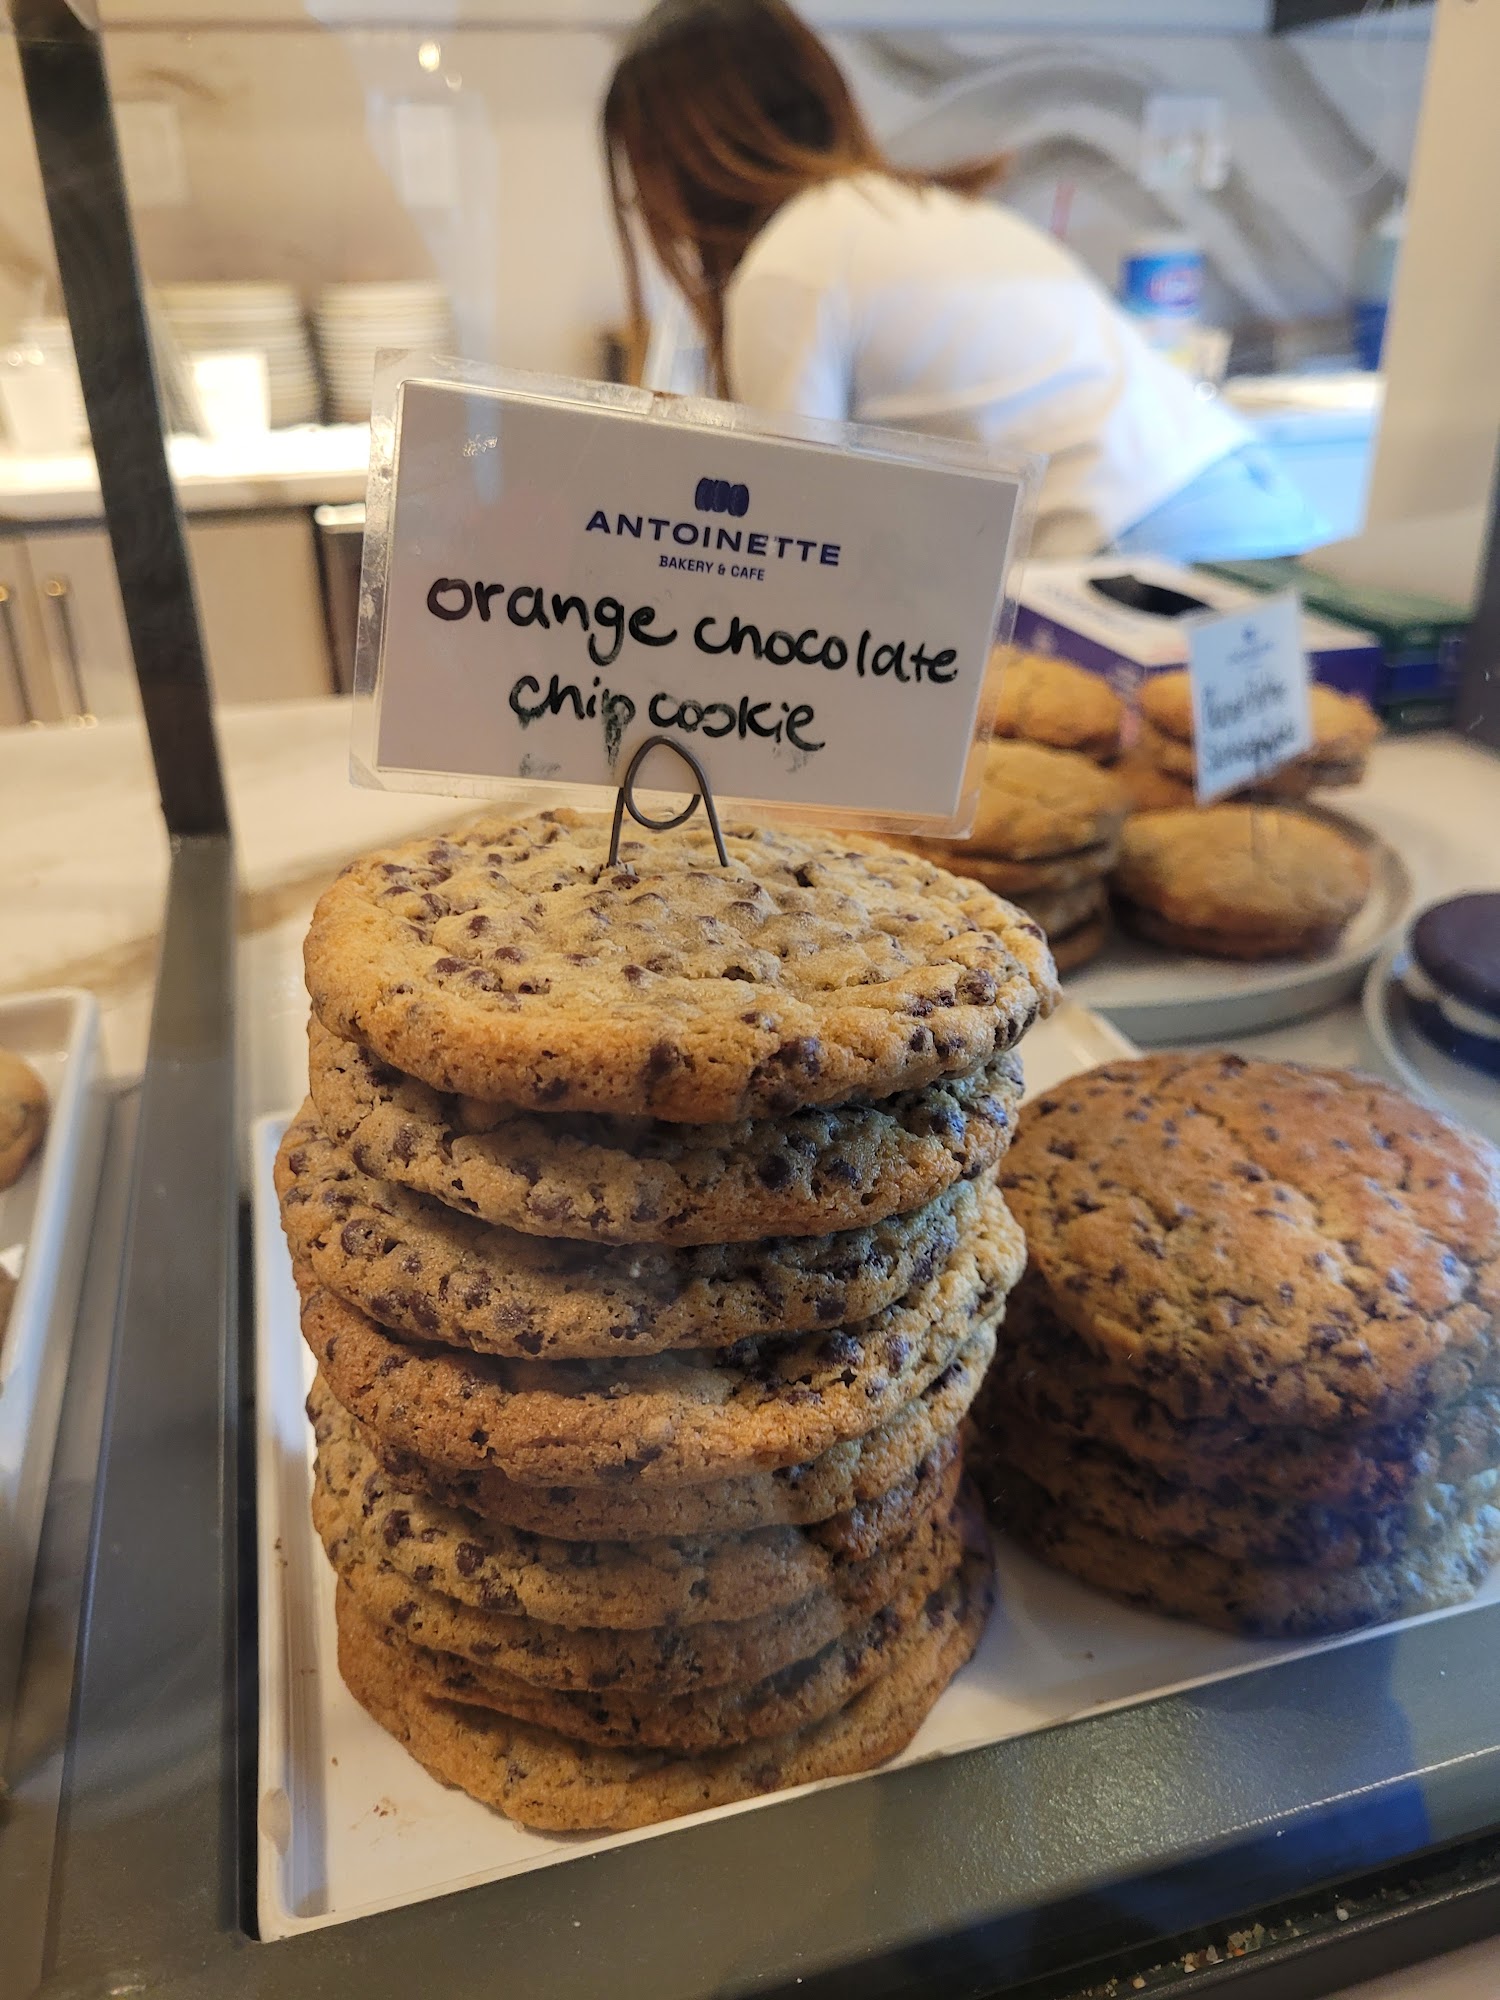 ANTOINETTE
BAKERY & CAFE
orange chocolate
chip cookie